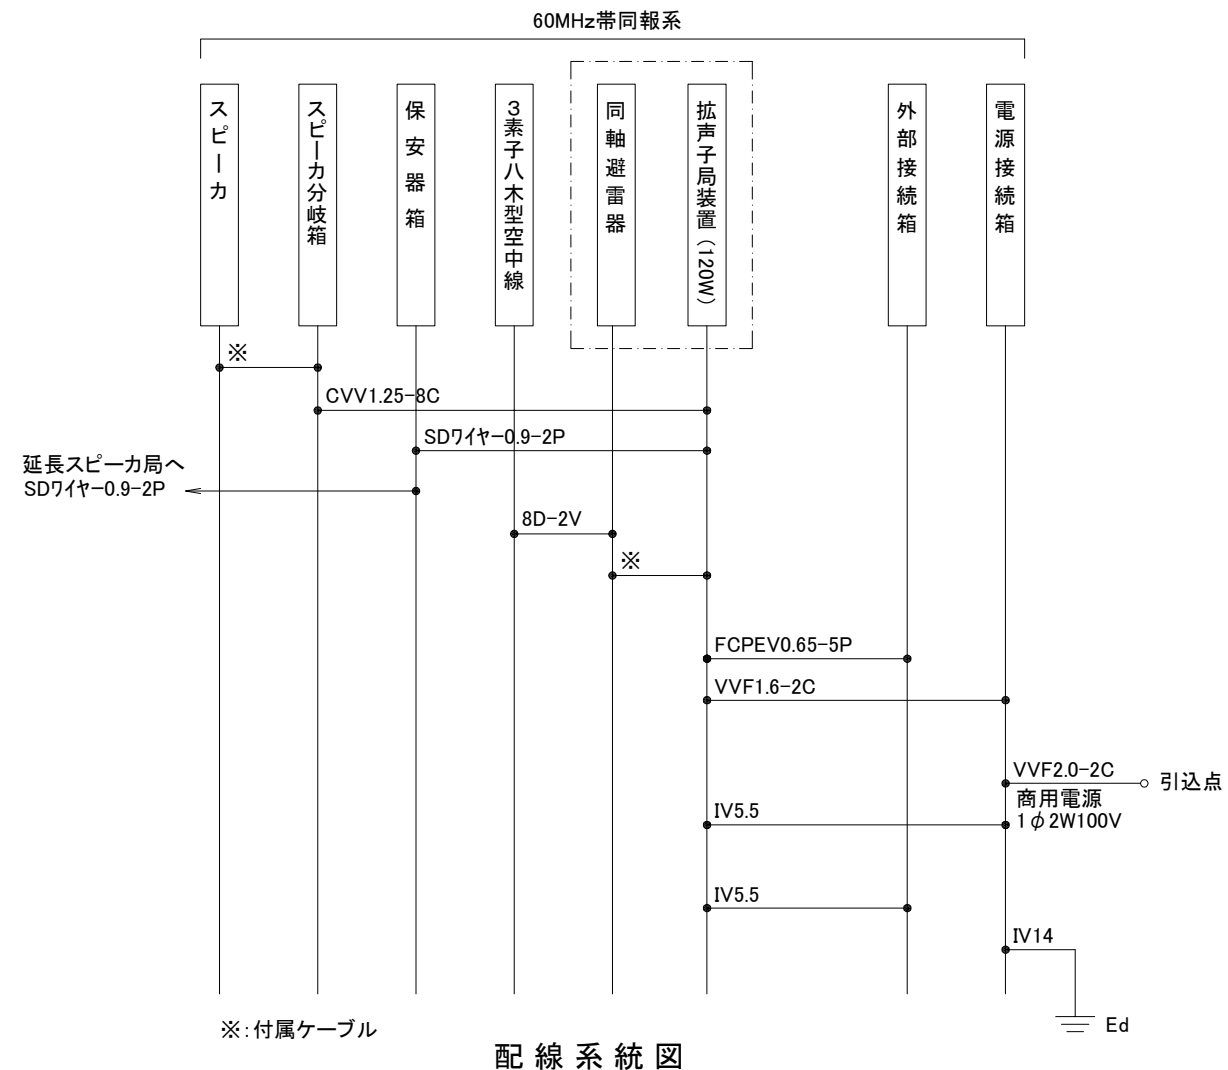 60MHz帯同報系
スピーカ
スピーカ分岐箱
保安器箱
3素子八木型空中線
同軸避雷器
拡声子局装置(120W)
外部接続箱
電源接続箱
※
CVV1.25-8C
SDワイヤー0.9-2P
延長スピーカ局へ
SDワイヤー0.9-2P
8D-2V
※
FCPEV0.65-5P
VVF1.6-2C
VVF2.0-2C
引込点
商用電源
1φ2W100V
IV5.5
IV5.5
IV14
Ed
※:付属ケーブル
配線系統図